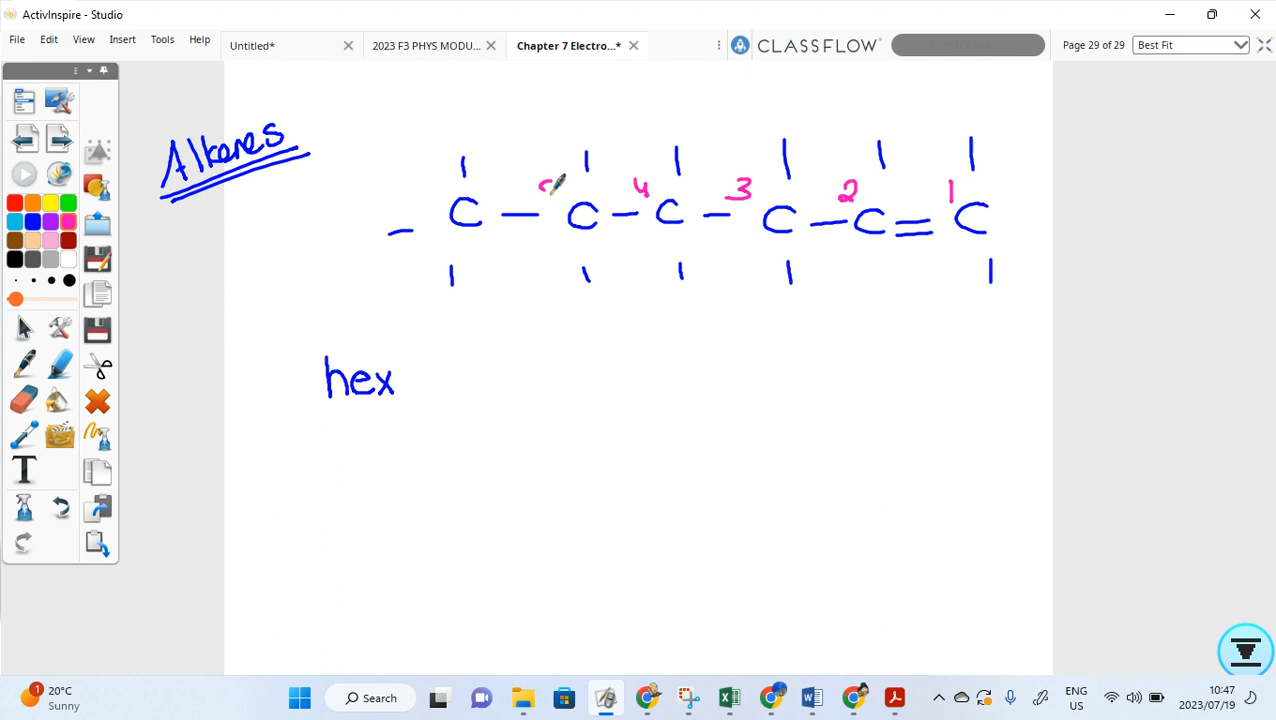 ActivInspire - Studio
File Edit View Insert Tools Help
Untitled*
2023 F3 PHYS MODU...
Chapter 7 Electro...*
CLASSFLOW
Page 29 of 29
Best Fit
Alkenes
4 3 2 1
C – C – C – C – C = C
hex
T
1
20°C
Sunny
Search
ENG
US
10:47
2023/07/19